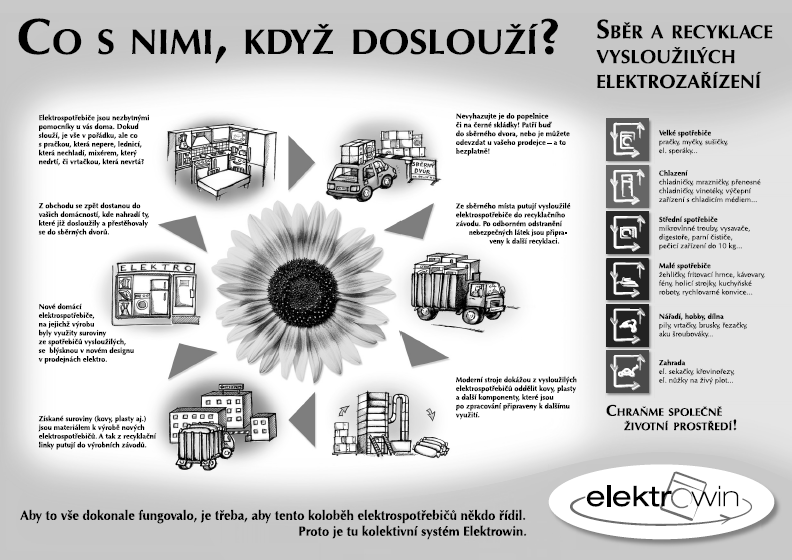 Co s nimi, když doslouží?
Sběr a recyklace
vysloužilých
elektrozařízení
Elektrospotřebiče jsou nezbytnými
pomocníky u vás doma. Dokud
slouží, je vše v pořádku, ale co
s pračkou, která nepere, lednicí,
která nechladí, mixérem, který
nedrtí, či vrtačkou, která nevrtá?
Nevyhazujte je do popelnice
či na černé skládky! Patří buď
do sběrného dvora, nebo je můžete
odevzdat u vašeho prodejce – a to
bezplatně!
SBĚRNÝ
DVŮR
Ze sběrného místa putují vysloužilé
elektrospotřebiče do recyklačního
závodu. Po odborném odstranění
nebezpečných látek jsou připra-
veny k další recyklaci.
Moderní stroje dokážou z vysloužilých
elektrospotřebičů oddělit kovy, plasty
a další komponenty, které jsou
po zpracování připraveny k dalšímu
využití.
Získané suroviny (kovy, plasty aj.)
jsou materiálem k výrobě nových
elektrospotřebičů. A tak z recyklační
linky putují do výrobních závodů.
Nové domácí
elektrospotřebiče,
na jejichž výrobu
byly využity suroviny
ze spotřebičů vysloužilých,
se blýsknou v novém designu
v prodejnách elektro.
ELEKTRO
Z obchodu se zpět dostanou do
vašich domácností, kde nahradí ty,
které již dosloužily a přestěhovaly
se do sběrných dvorů.
Velké spotřebiče
pračky, myčky, sušičky,
el. sporáky...
Chlazení
chladničky, mrazničky, přenosné
chladničky, vinotéky, výčepní
zařízení s chladicím médiem...
Střední spotřebiče
mikrovlnné trouby, vysavače,
digestoře, parní čističe,
pečicí zařízení do 10 kg...
Malé spotřebiče
žehličky, fritovací hrnce, kávovary,
fény, holicí strojky, kuchyňské
roboty, rychlovarné konvice...
Nářadí, hobby, dílna
pily, vrtačky, brusky, řezačky,
aku šroubováky...
Zahrada
el. sekačky, křovinořezy,
el. nůžky na živý plot...
Chraňme společné
životní prostředí!
Aby to vše dokonale fungovalo, je třeba, aby tento koloběh elektrospotřebičů někdo řídil.
Proto je tu kolektivní systém Elektrowin.
elektrowin